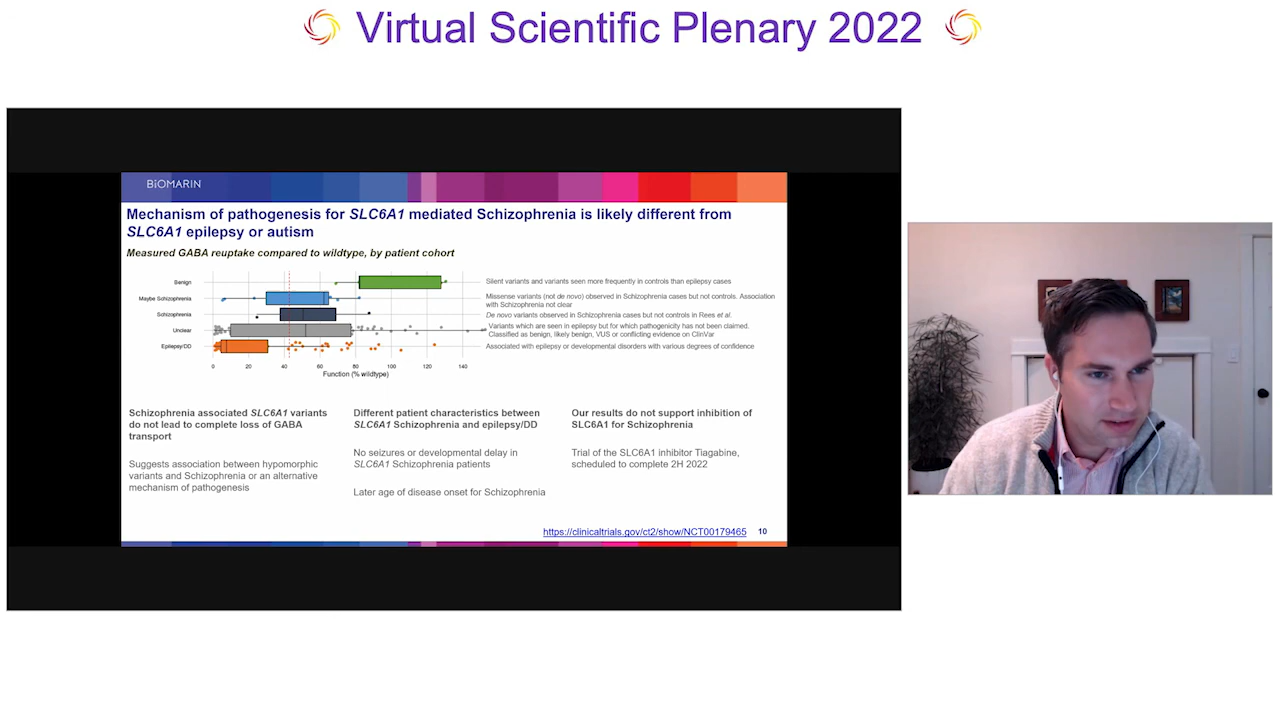 Virtual Scientific Plenary 2022
BIOMARIN
Mechanism of pathogenesis for SLC6A1 mediated Schizophrenia is likely different from
SLC6A1 epilepsy or autism
Measured GABA reuptake compared to wildtype, by patient cohort
Benign
Silent variants and variants seen more frequently in controls than epilepsy cases
Maybe Schizophrenia
Missense variants (not de novo) observed in Schizophrenia cases but not controls. Association
with Schizophrenia not clear
Schizophrenia
De novo variants observed in Schizophrenia cases but not controls in Rees et al.
Unclear
Variants which are seen in epilepsy but for which pathogenicity has not been claimed.
Classified as benign, likely benign, VUS or conflicting evidence on ClinVar
Epilepsy/DD
Associated with epilepsy or developmental disorders with various degrees of confidence
0 20 40 60 80 100 120 140
Function (% wildtype)
Schizophrenia associated SLC6A1 variants
do not lead to complete loss of GABA
transport
Suggests association between hypomorphic
variants and Schizophrenia or an alternative
mechanism of pathogenesis
Different patient characteristics between
SLC6A1 Schizophrenia and epilepsy/DD
No seizures or developmental delay in
SLC6A1 Schizophrenia patients
Later age of disease onset for Schizophrenia
Our results do not support inhibition of
SLC6A1 for Schizophrenia
Trial of the SLC6A1 inhibitor Tiagabine,
scheduled to complete 2H 2022
https://clinicaltrials.gov/ct2/show/NCT00179465 10